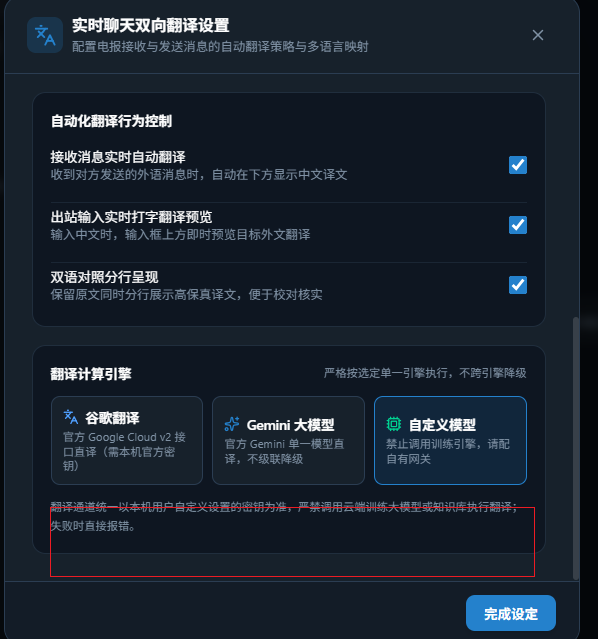 实时聊天双向翻译设置
配置电报接收与发送消息的自动翻译策略与多语言映射
自动化翻译行为控制
接收消息实时自动翻译
收到对方发送的外语消息时，自动在下方显示中文译文
出站输入实时打字翻译预览
输入中文时，输入框上方即时预览目标外文翻译
双语对照分行呈现
保留原文同时分行展示高保真译文，便于校对核实
翻译计算引擎
严格按选定单一引擎执行，不跨引擎降级
谷歌翻译
官方 Google Cloud v2 接
口直译（需本机官方密
钥）
Gemini 大模型
官方 Gemini 单一模型直
译，不级联降级
自定义模型
禁止调用训练引擎，请配
自有网关
翻译通道统一以本机用户自定义设置的密钥为准，严禁调用云端训练大模型或知识库执行翻译；
失败时直接报错。
完成设定